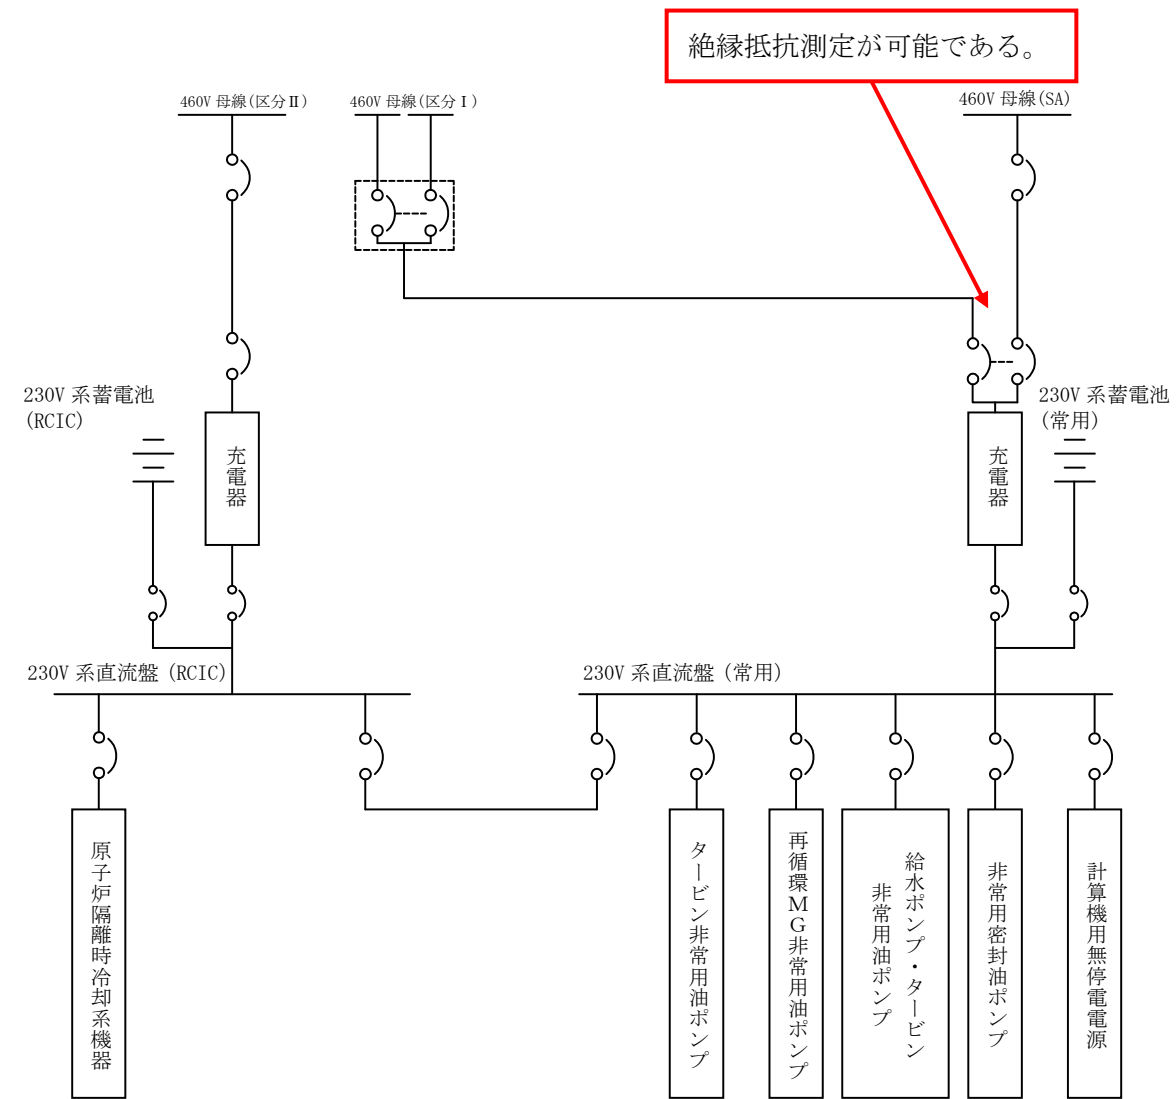 絶縁抵抗測定が可能である。
460V 母線(区分Ⅱ)
460V 母線(区分Ⅰ)
460V 母線(SA)
230V 系蓄電池
(RCIC)
充電器
230V 系蓄電池
(常用)
充電器
230V 系直流盤 (RCIC)
230V 系直流盤 (常用)
原子炉隔離時冷却系機器
タービン非常用油ポンプ
再循環MG非常用油ポンプ
給水ポンプ・タービン
非常用油ポンプ
非常用密封油ポンプ
計算機用無停電電源